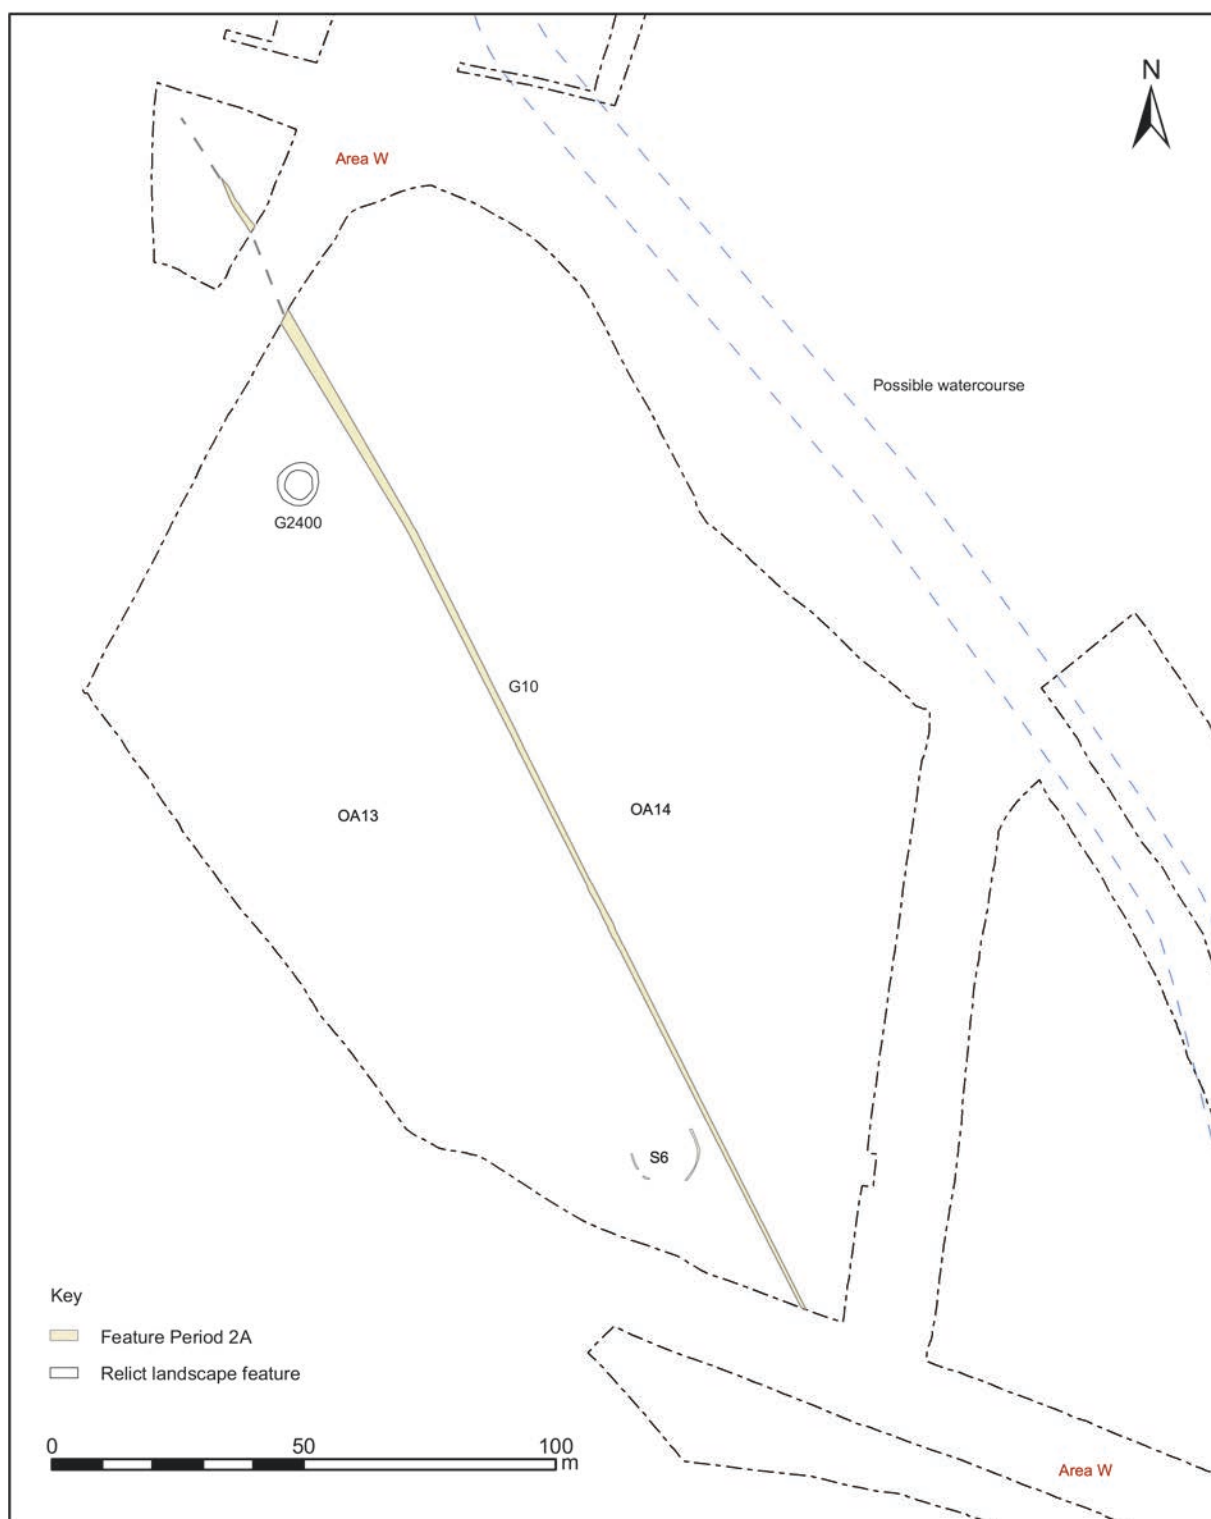 N
Area W
Possible watercourse
G2400
G10
OA13
OA14
S6
Key
Feature Period 2A
Relict landscape feature
0 50 100
m
Area W